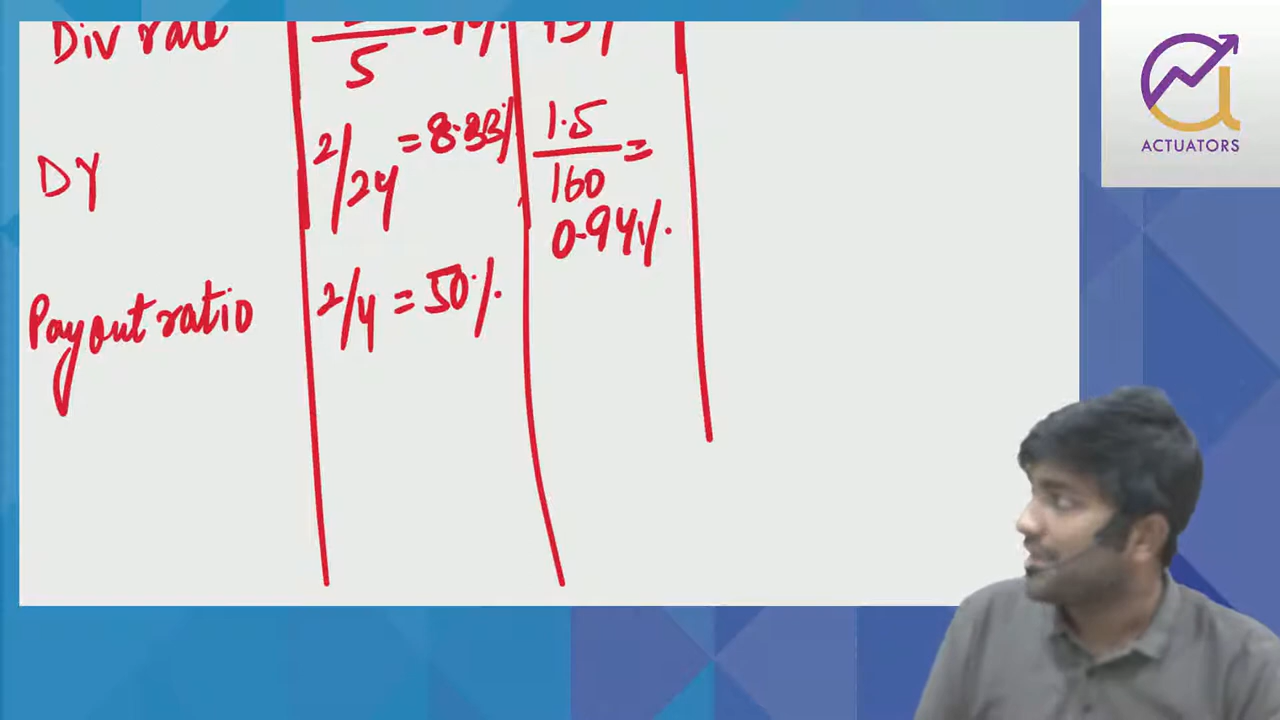 Div rate
5
DY 2/24 = 8.33% 1.5/160 =
0.94%.
Payout ratio 2/4 = 50%.
ACTUATORS